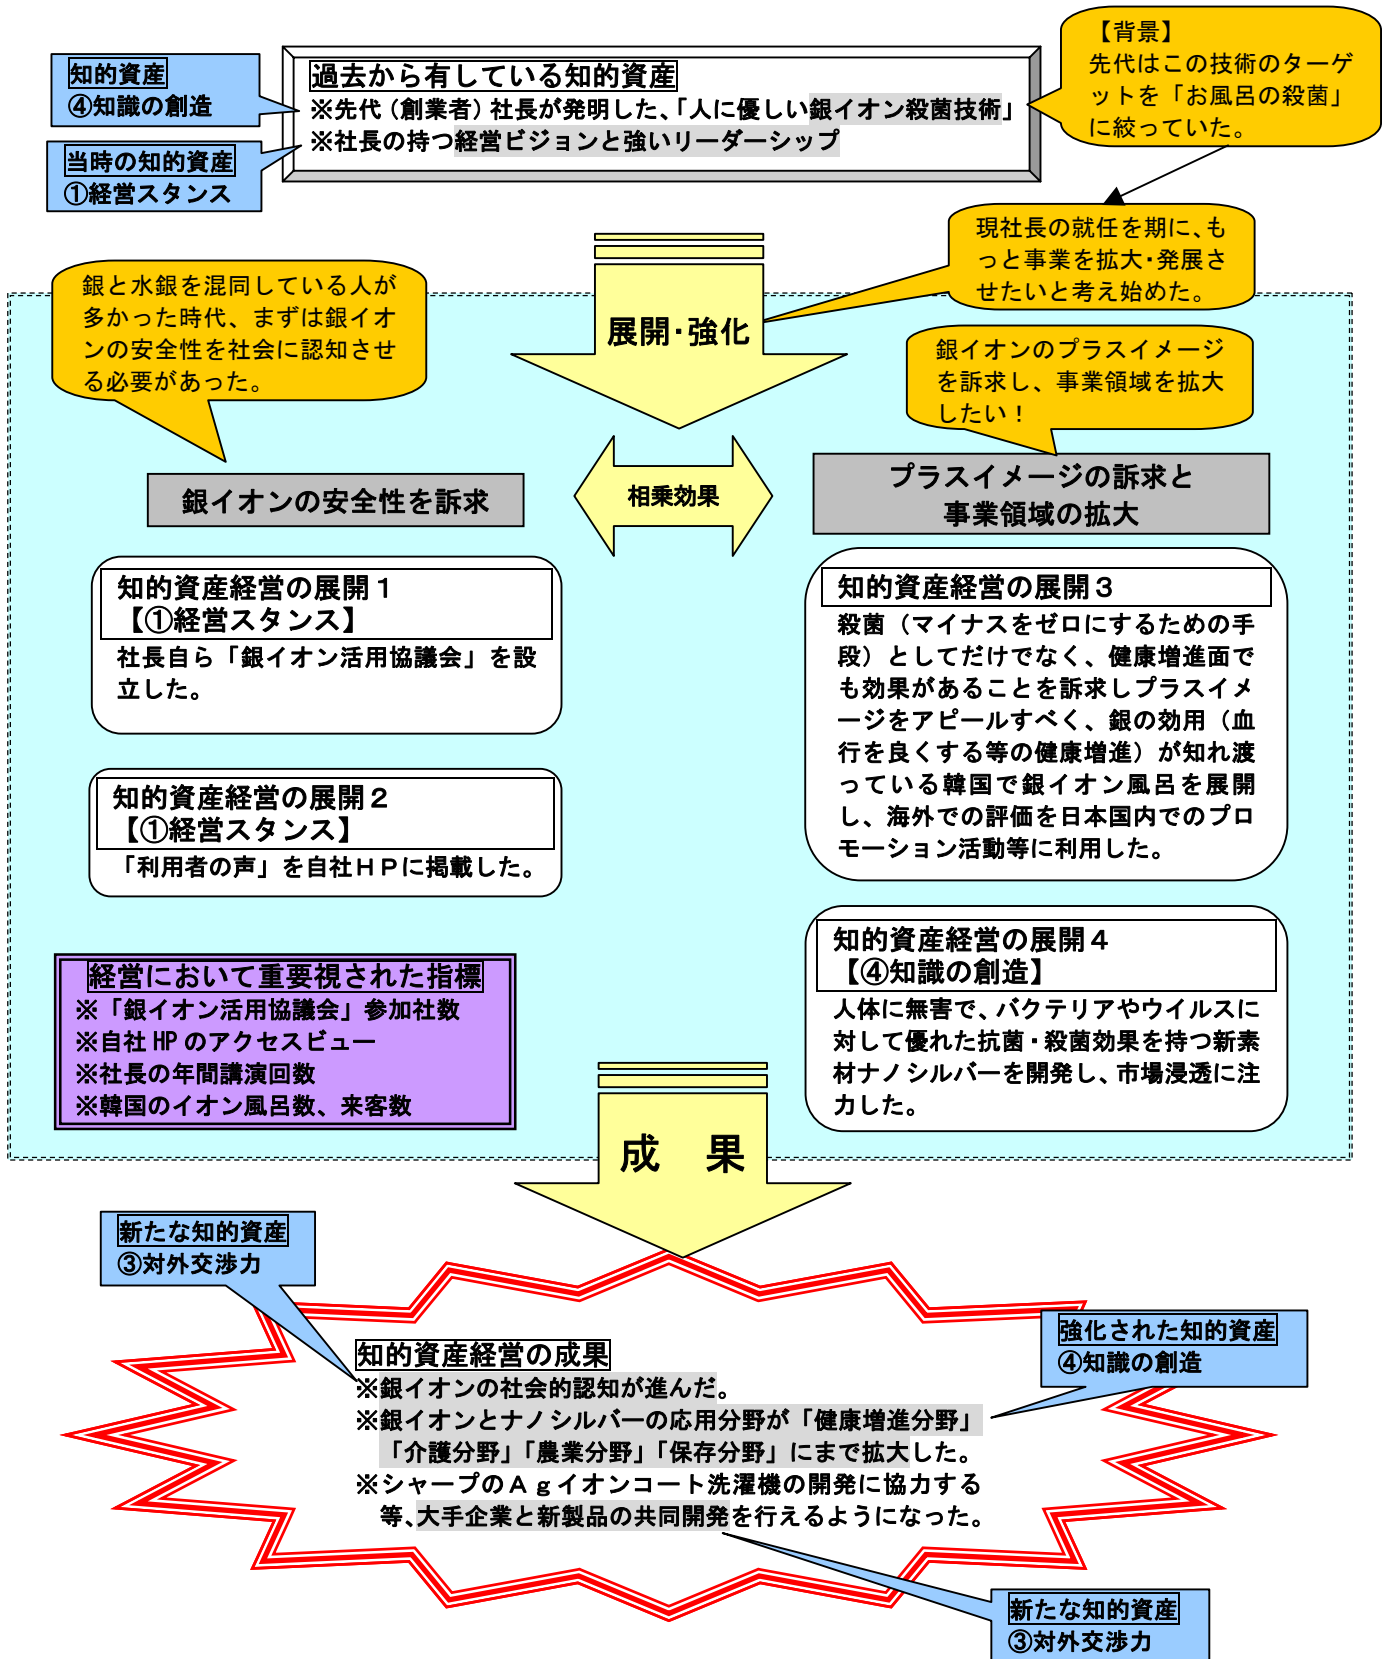 【背景】
先代はこの技術のターゲ
ットを「お風呂の殺菌」
に絞っていた。
知的資産
④知識の創造
過去から有している知的資産
※先代（創業者）社長が発明した、「人に優しい銀イオン殺菌技術」
※社長の持つ経営ビジョンと強いリーダーシップ
当時の知的資産
①経営スタンス
現社長の就任を期に、も
っと事業を拡大・発展さ
せたいと考え始めた。
展開・強化
銀と水銀を混同している人が
多かった時代、まずは銀イオ
ンの安全性を社会に認知させ
る必要があった。
銀イオンのプラスイメージ
を訴求し、事業領域を拡大
したい！
銀イオンの安全性を訴求
相乗効果
プラスイメージの訴求と
事業領域の拡大
知的資産経営の展開１
【①経営スタンス】
社長自ら「銀イオン活用協議会」を設
立した。
知的資産経営の展開２
【①経営スタンス】
「利用者の声」を自社ＨＰに掲載した。
知的資産経営の展開３
殺菌（マイナスをゼロにするための手
段）としてだけでなく、健康増進面で
も効果があることを訴求しプラスイメ
ージをアピールすべく、銀の効用（血
行を良くする等の健康増進）が知れ渡
っている韓国で銀イオン風呂を展開
し、海外での評価を日本国内でのプロ
モーション活動等に利用した。
知的資産経営の展開４
【④知識の創造】
人体に無害で、バクテリアやウイルスに
対して優れた抗菌・殺菌効果を持つ新素
材ナノシルバーを開発し、市場浸透に注
力した。
経営において重要視された指標
※「銀イオン活用協議会」参加社数
※自社HPのアクセスビュー
※社長の年間講演回数
※韓国のイオン風呂数、来客数
成　果
新たな知的資産
③対外交渉力
強化された知的資産
④知識の創造
知的資産経営の成果
※銀イオンの社会的認知が進んだ。
※銀イオンとナノシルバーの応用分野が「健康増進分野」
「介護分野」「農業分野」「保存分野」にまで拡大した。
※シャープのＡｇイオンコート洗濯機の開発に協力する
等、大手企業と新製品の共同開発を行えるようになった。
新たな知的資産
③対外交渉力